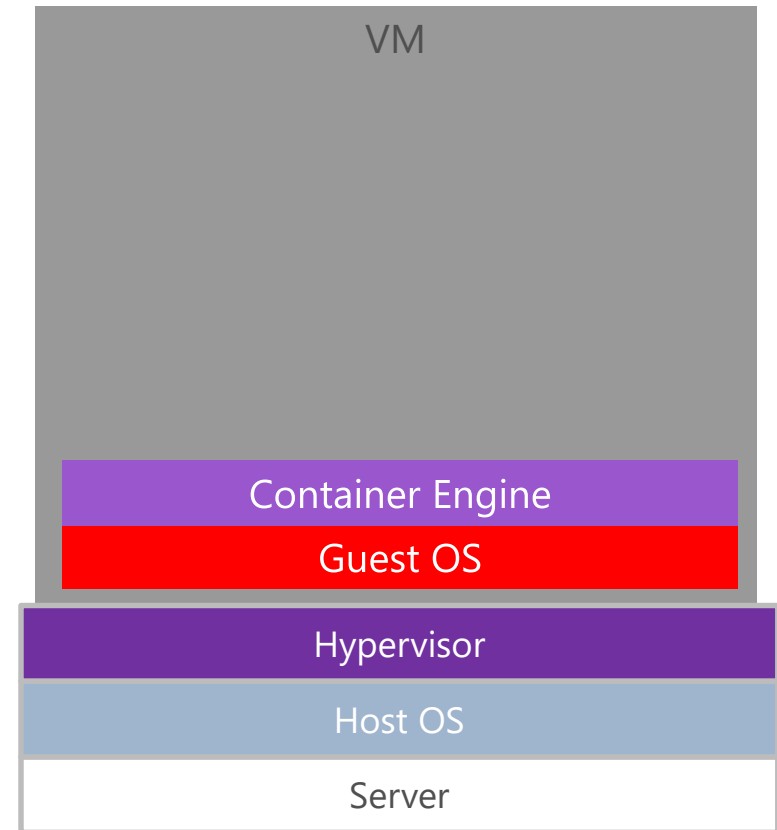 VM
Container Engine
Guest OS
Hypervisor
Host OS
Server